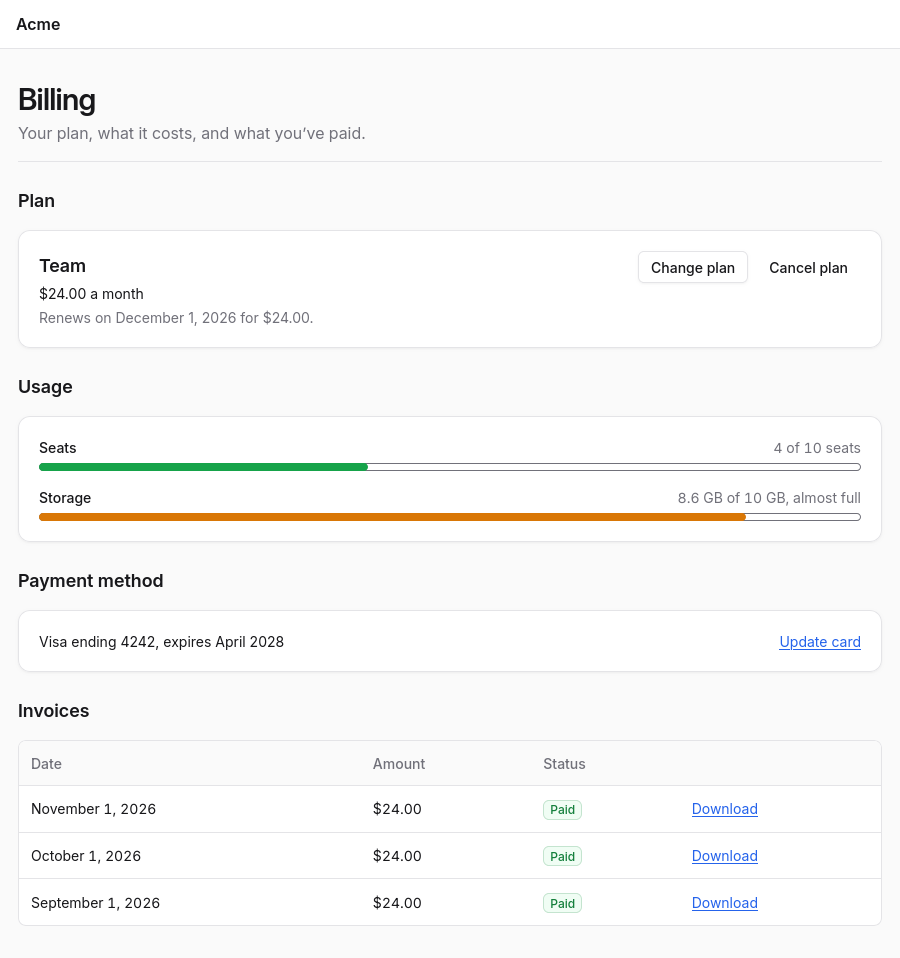 Acme
Billing
Your plan, what it costs, and what you’ve paid.
Plan
Team
Change plan
Cancel plan
$24.00 a month
Renews on December 1, 2026 for $24.00.
Usage
Seats
4 of 10 seats
Storage
8.6 GB of 10 GB, almost full
Payment method
Visa ending 4242, expires April 2028
Update card
Invoices
Date Amount Status
November 1, 2026 $24.00 Paid Download
October 1, 2026 $24.00 Paid Download
September 1, 2026 $24.00 Paid Download